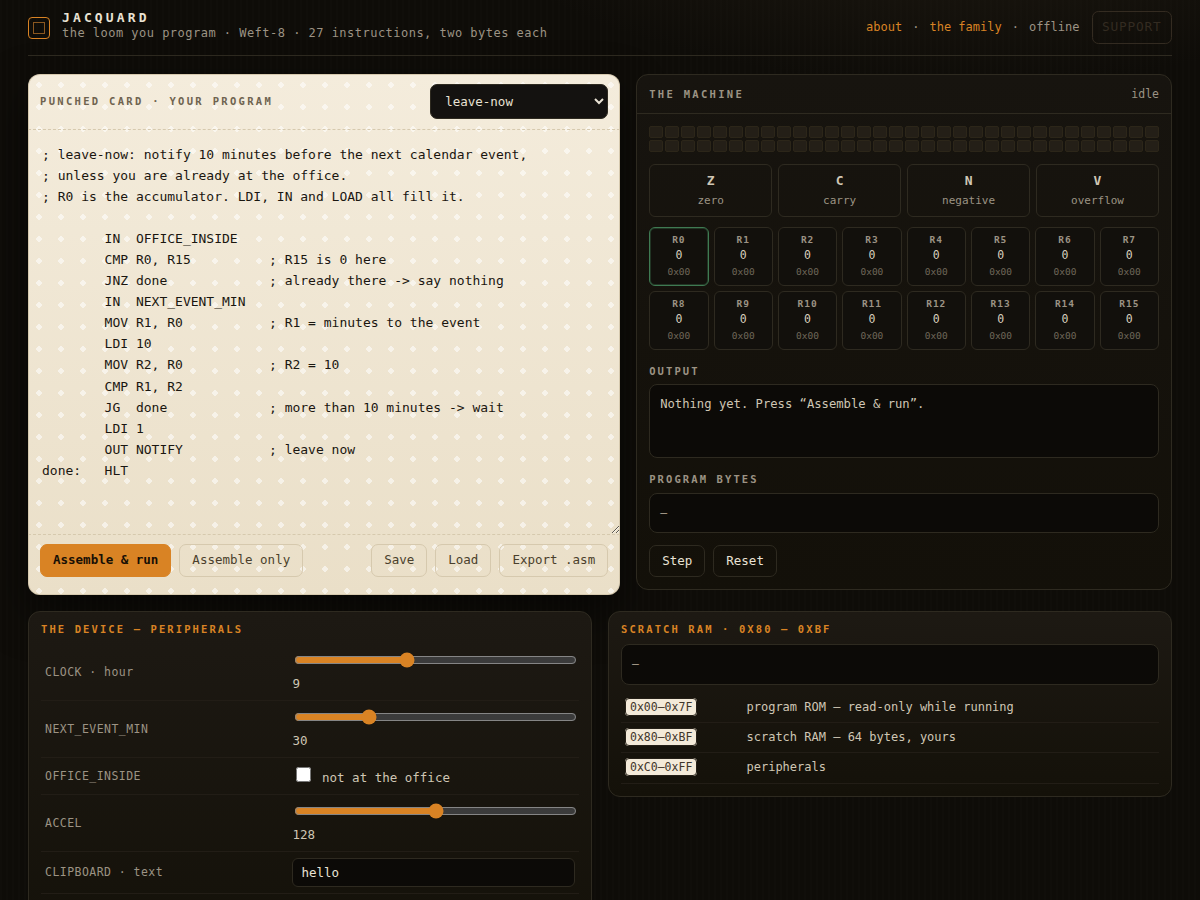 JACQUARD
the loom you program · Weft-8 · 27 instructions, two bytes each
about · the family · offline SUPPORT
PUNCHED CARD · YOUR PROGRAM
leave-now
; leave-now: notify 10 minutes before the next calendar event,
; unless you are already at the office.
; R0 is the accumulator. LDI, IN and LOAD all fill it.
IN  OFFICE_INSIDE
CMP R0, R15          ; R15 is 0 here
JNZ done             ; already there -> say nothing
IN  NEXT_EVENT_MIN
MOV R1, R0           ; R1 = minutes to the event
LDI 10
MOV R2, R0           ; R2 = 10
CMP R1, R2
JG  done             ; more than 10 minutes -> wait
LDI 1
OUT NOTIFY           ; leave now
done:   HLT
Assemble & run
Assemble only
Save
Load
Export .asm
THE MACHINE
idle
Z C N V
zero carry negative overflow
R0 R1 R2 R3 R4 R5 R6 R7
0 0 0 0 0 0 0 0
0x00 0x00 0x00 0x00 0x00 0x00 0x00 0x00
R8 R9 R10 R11 R12 R13 R14 R15
0 0 0 0 0 0 0 0
0x00 0x00 0x00 0x00 0x00 0x00 0x00 0x00
OUTPUT
Nothing yet. Press “Assemble & run”.
PROGRAM BYTES
—
Step
Reset
THE DEVICE — PERIPHERALS
CLOCK · hour
9
NEXT_EVENT_MIN
30
OFFICE_INSIDE
not at the office
ACCEL
128
CLIPBOARD · text
hello
SCRATCH RAM · 0X80 — 0XBF
—
0x00–0x7F program ROM — read-only while running
0x80–0xBF scratch RAM — 64 bytes, yours
0xC0–0xFF peripherals